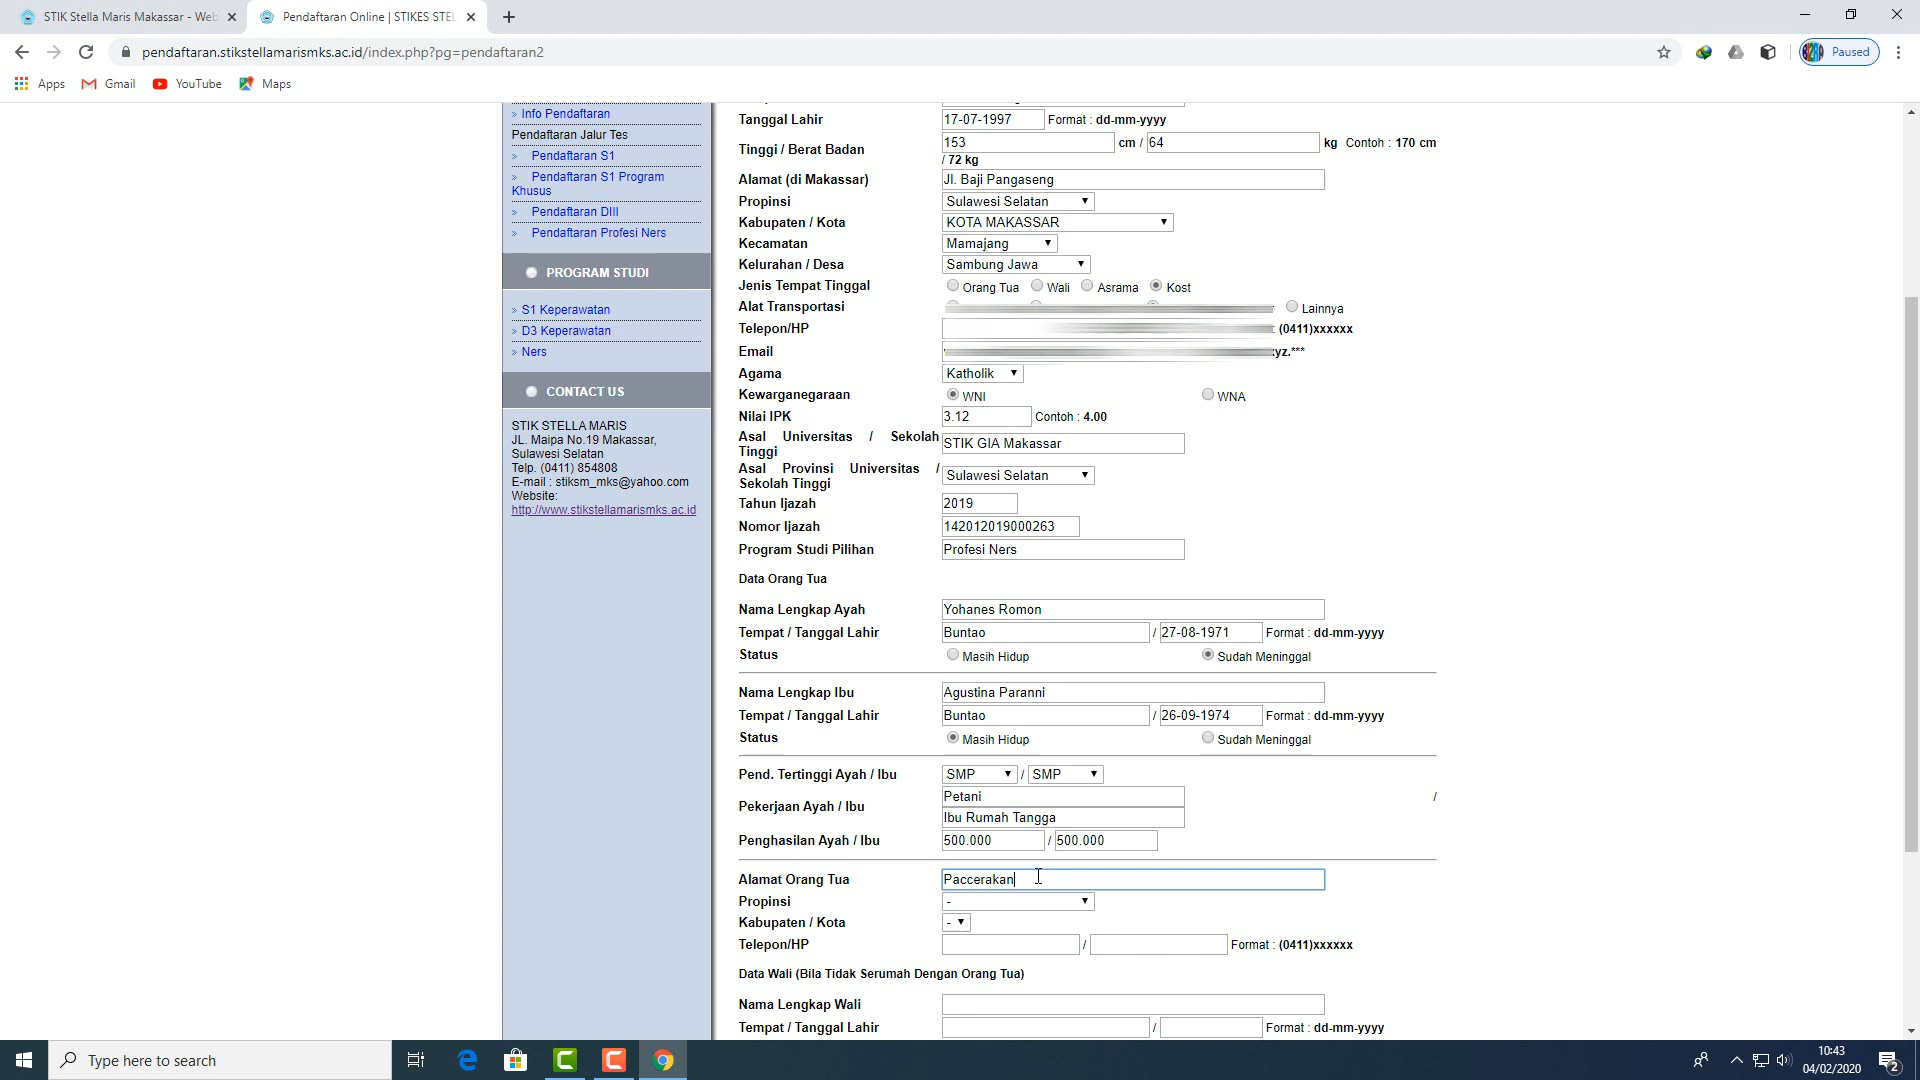 STIK Stella Maris Makassar - Web
Pendaftaran Online | STIKES STEL
pendaftaran.stikstellamarismks.ac.id/index.php?pg=pendaftaran2
Paused
Apps Gmail YouTube Maps
» Info Pendaftaran
Pendaftaran Jalur Tes
» Pendaftaran S1
» Pendaftaran S1 Program
Khusus
» Pendaftaran DIII
» Pendaftaran Profesi Ners
PROGRAM STUDI
» S1 Keperawatan
» D3 Keperawatan
» Ners
CONTACT US
STIK STELLA MARIS
JL. Maipa No.19 Makassar,
Sulawesi Selatan
Telp. (0411) 854808
E-mail : stiksm_mks@yahoo.com
Website:
http://www.stikstellamarismks.ac.id
Tanggal Lahir 17-07-1997 Format : dd-mm-yyyy
Tinggi / Berat Badan 153 cm / 64 kg Contoh : 170 cm
/ 72 kg
Alamat (di Makassar) Jl. Baji Pangaseng
Propinsi Sulawesi Selatan
Kabupaten / Kota KOTA MAKASSAR
Kecamatan Mamajang
Kelurahan / Desa Sambung Jawa
Jenis Tempat Tinggal Orang Tua Wali Asrama Kost
Alat Transportasi Lainnya
Telepon/HP : (0411)xxxxxx
Email yz.***
Agama Katholik
Kewarganegaraan WNI WNA
Nilai IPK 3.12 Contoh : 4.00
Asal Universitas / Sekolah
Tinggi STIK GIA Makassar
Asal Provinsi Universitas /
Sekolah Tinggi Sulawesi Selatan
Tahun Ijazah 2019
Nomor Ijazah 142012019000263
Program Studi Pilihan Profesi Ners
Data Orang Tua
Nama Lengkap Ayah Yohanes Romon
Tempat / Tanggal Lahir Buntao / 27-08-1971 Format : dd-mm-yyyy
Status Masih Hidup Sudah Meninggal
Nama Lengkap Ibu Agustina Paranni
Tempat / Tanggal Lahir Buntao / 26-09-1974 Format : dd-mm-yyyy
Status Masih Hidup Sudah Meninggal
Pend. Tertinggi Ayah / Ibu SMP / SMP
Pekerjaan Ayah / Ibu Petani /
Ibu Rumah Tangga
Penghasilan Ayah / Ibu 500.000 / 500.000
Alamat Orang Tua Paccerakan
Propinsi -
Kabupaten / Kota -
Telepon/HP / Format : (0411)xxxxxx
Data Wali (Bila Tidak Serumah Dengan Orang Tua)
Nama Lengkap Wali
Tempat / Tanggal Lahir / Format : dd-mm-yyyy
Type here to search
10:43
04/02/2020
2